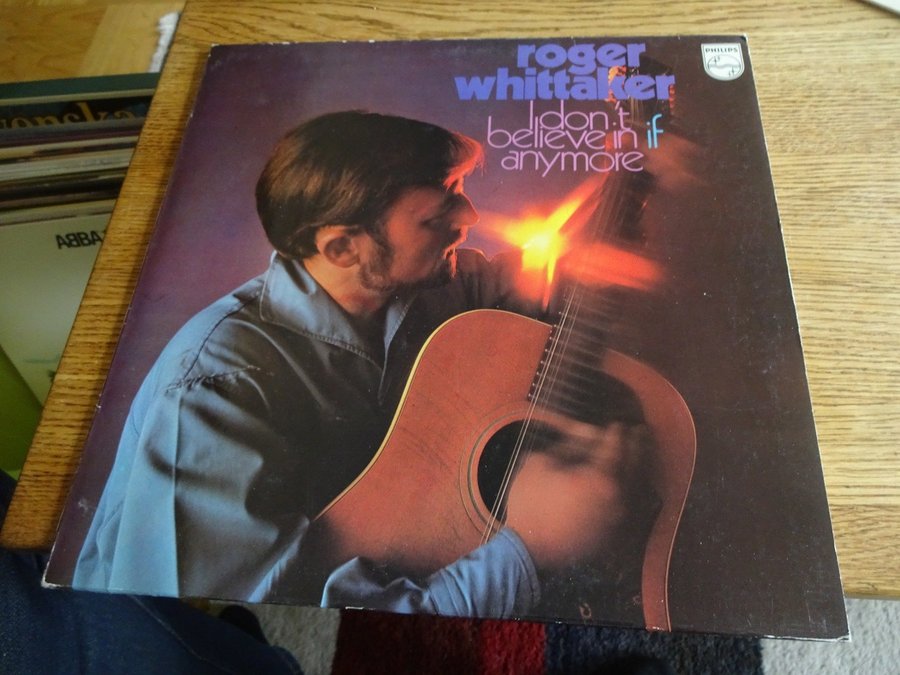 roger
whittaker
I don't
believe in if
anymore
PHILIPS
ABBA